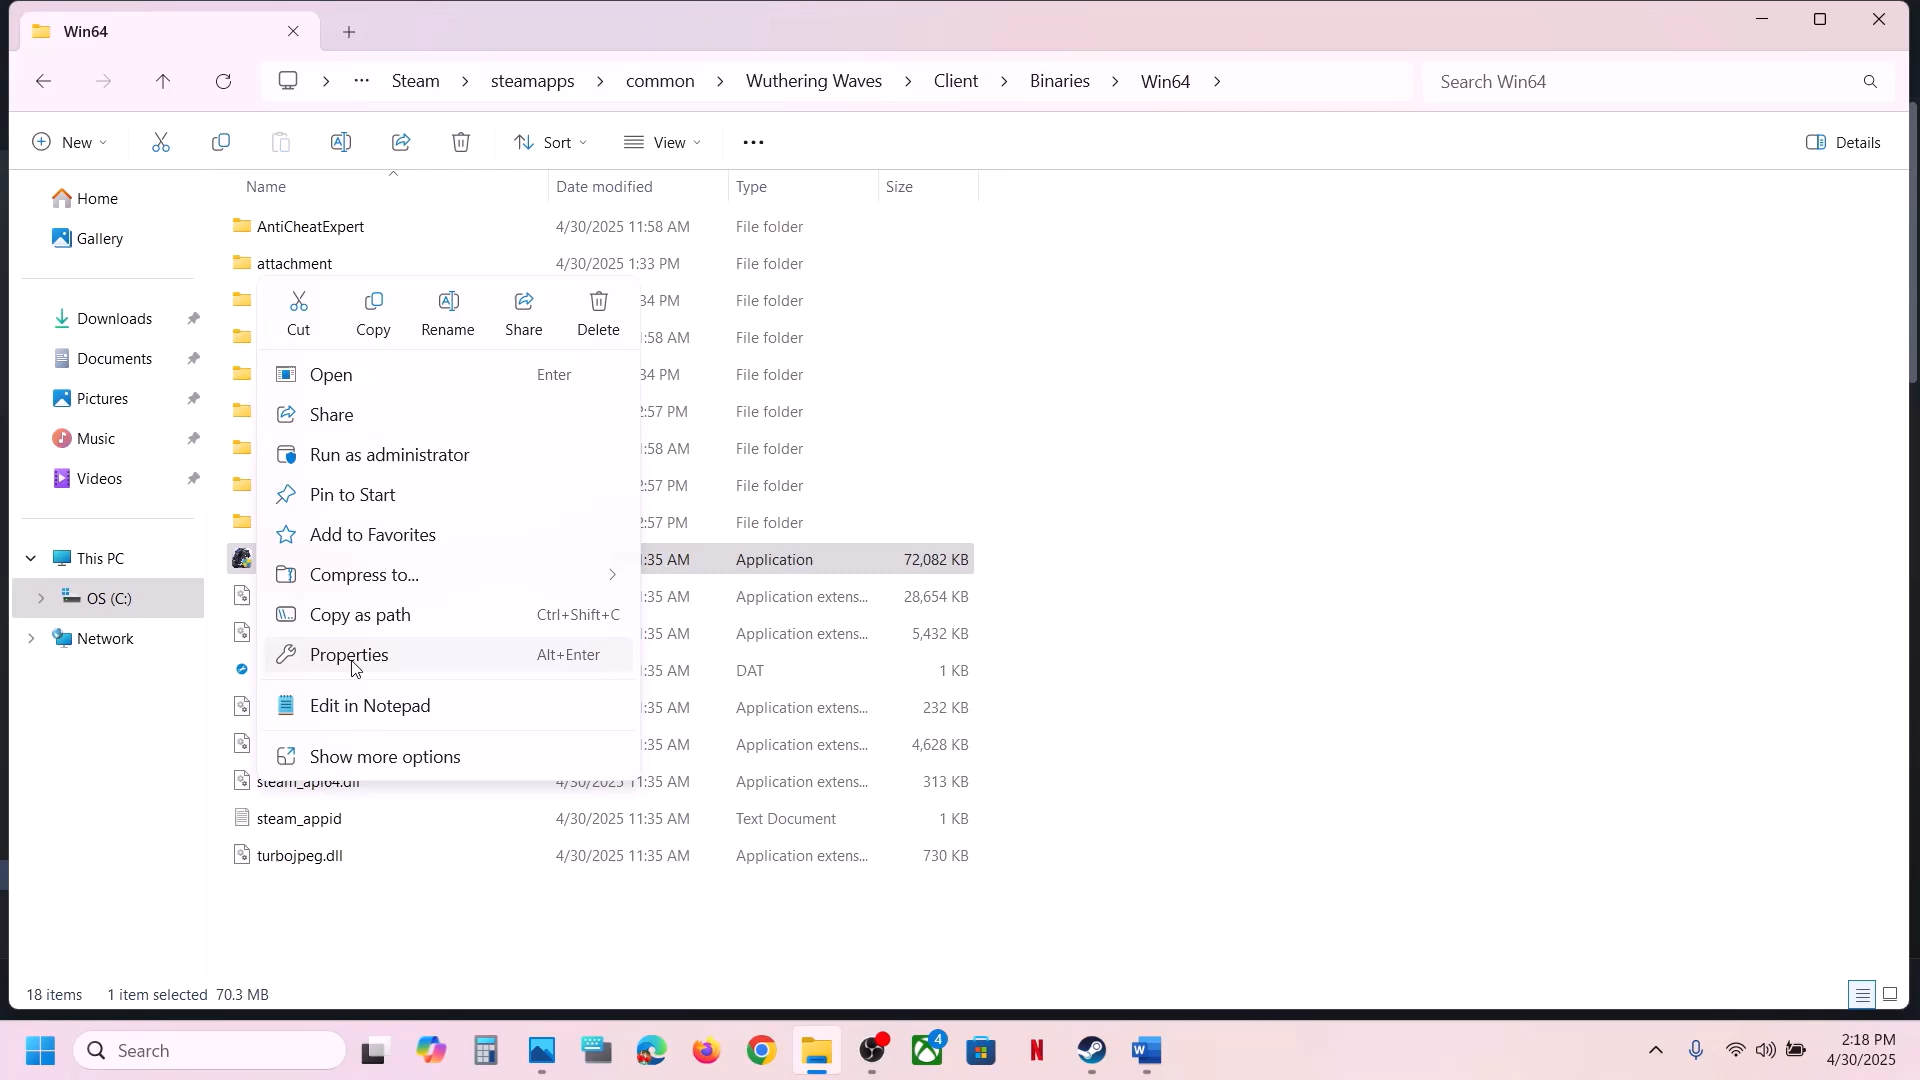 Win64
Steam
steamapps
common
Wuthering Waves
Client
Binaries
Win64
Search Win64
New
Sort
View
Details
Name
Date modified
Type
Size
Home
Gallery
Downloads
Documents
Pictures
Music
Videos
This PC
OS (C:)
Network
AntiCheatExpert 4/30/2025 11:58 AM File folder
attachment 4/30/2025 1:33 PM File folder
34 PM File folder
:58 AM File folder
34 PM File folder
2:57 PM File folder
:58 AM File folder
2:57 PM File folder
2:57 PM File folder
:35 AM Application 72,082 KB
:35 AM Application extens... 28,654 KB
:35 AM Application extens... 5,432 KB
:35 AM DAT 1 KB
:35 AM Application extens... 232 KB
:35 AM Application extens... 4,628 KB
steam_api64.dll 4/30/2025 11:35 AM Application extens... 313 KB
steam_appid 4/30/2025 11:35 AM Text Document 1 KB
turbojpeg.dll 4/30/2025 11:35 AM Application extens... 730 KB
Cut
Copy
Rename
Share
Delete
Open Enter
Share
Run as administrator
Pin to Start
Add to Favorites
Compress to...
Copy as path Ctrl+Shift+C
Properties Alt+Enter
Edit in Notepad
Show more options
18 items 1 item selected 70.3 MB
Search
4
2:18 PM
4/30/2025